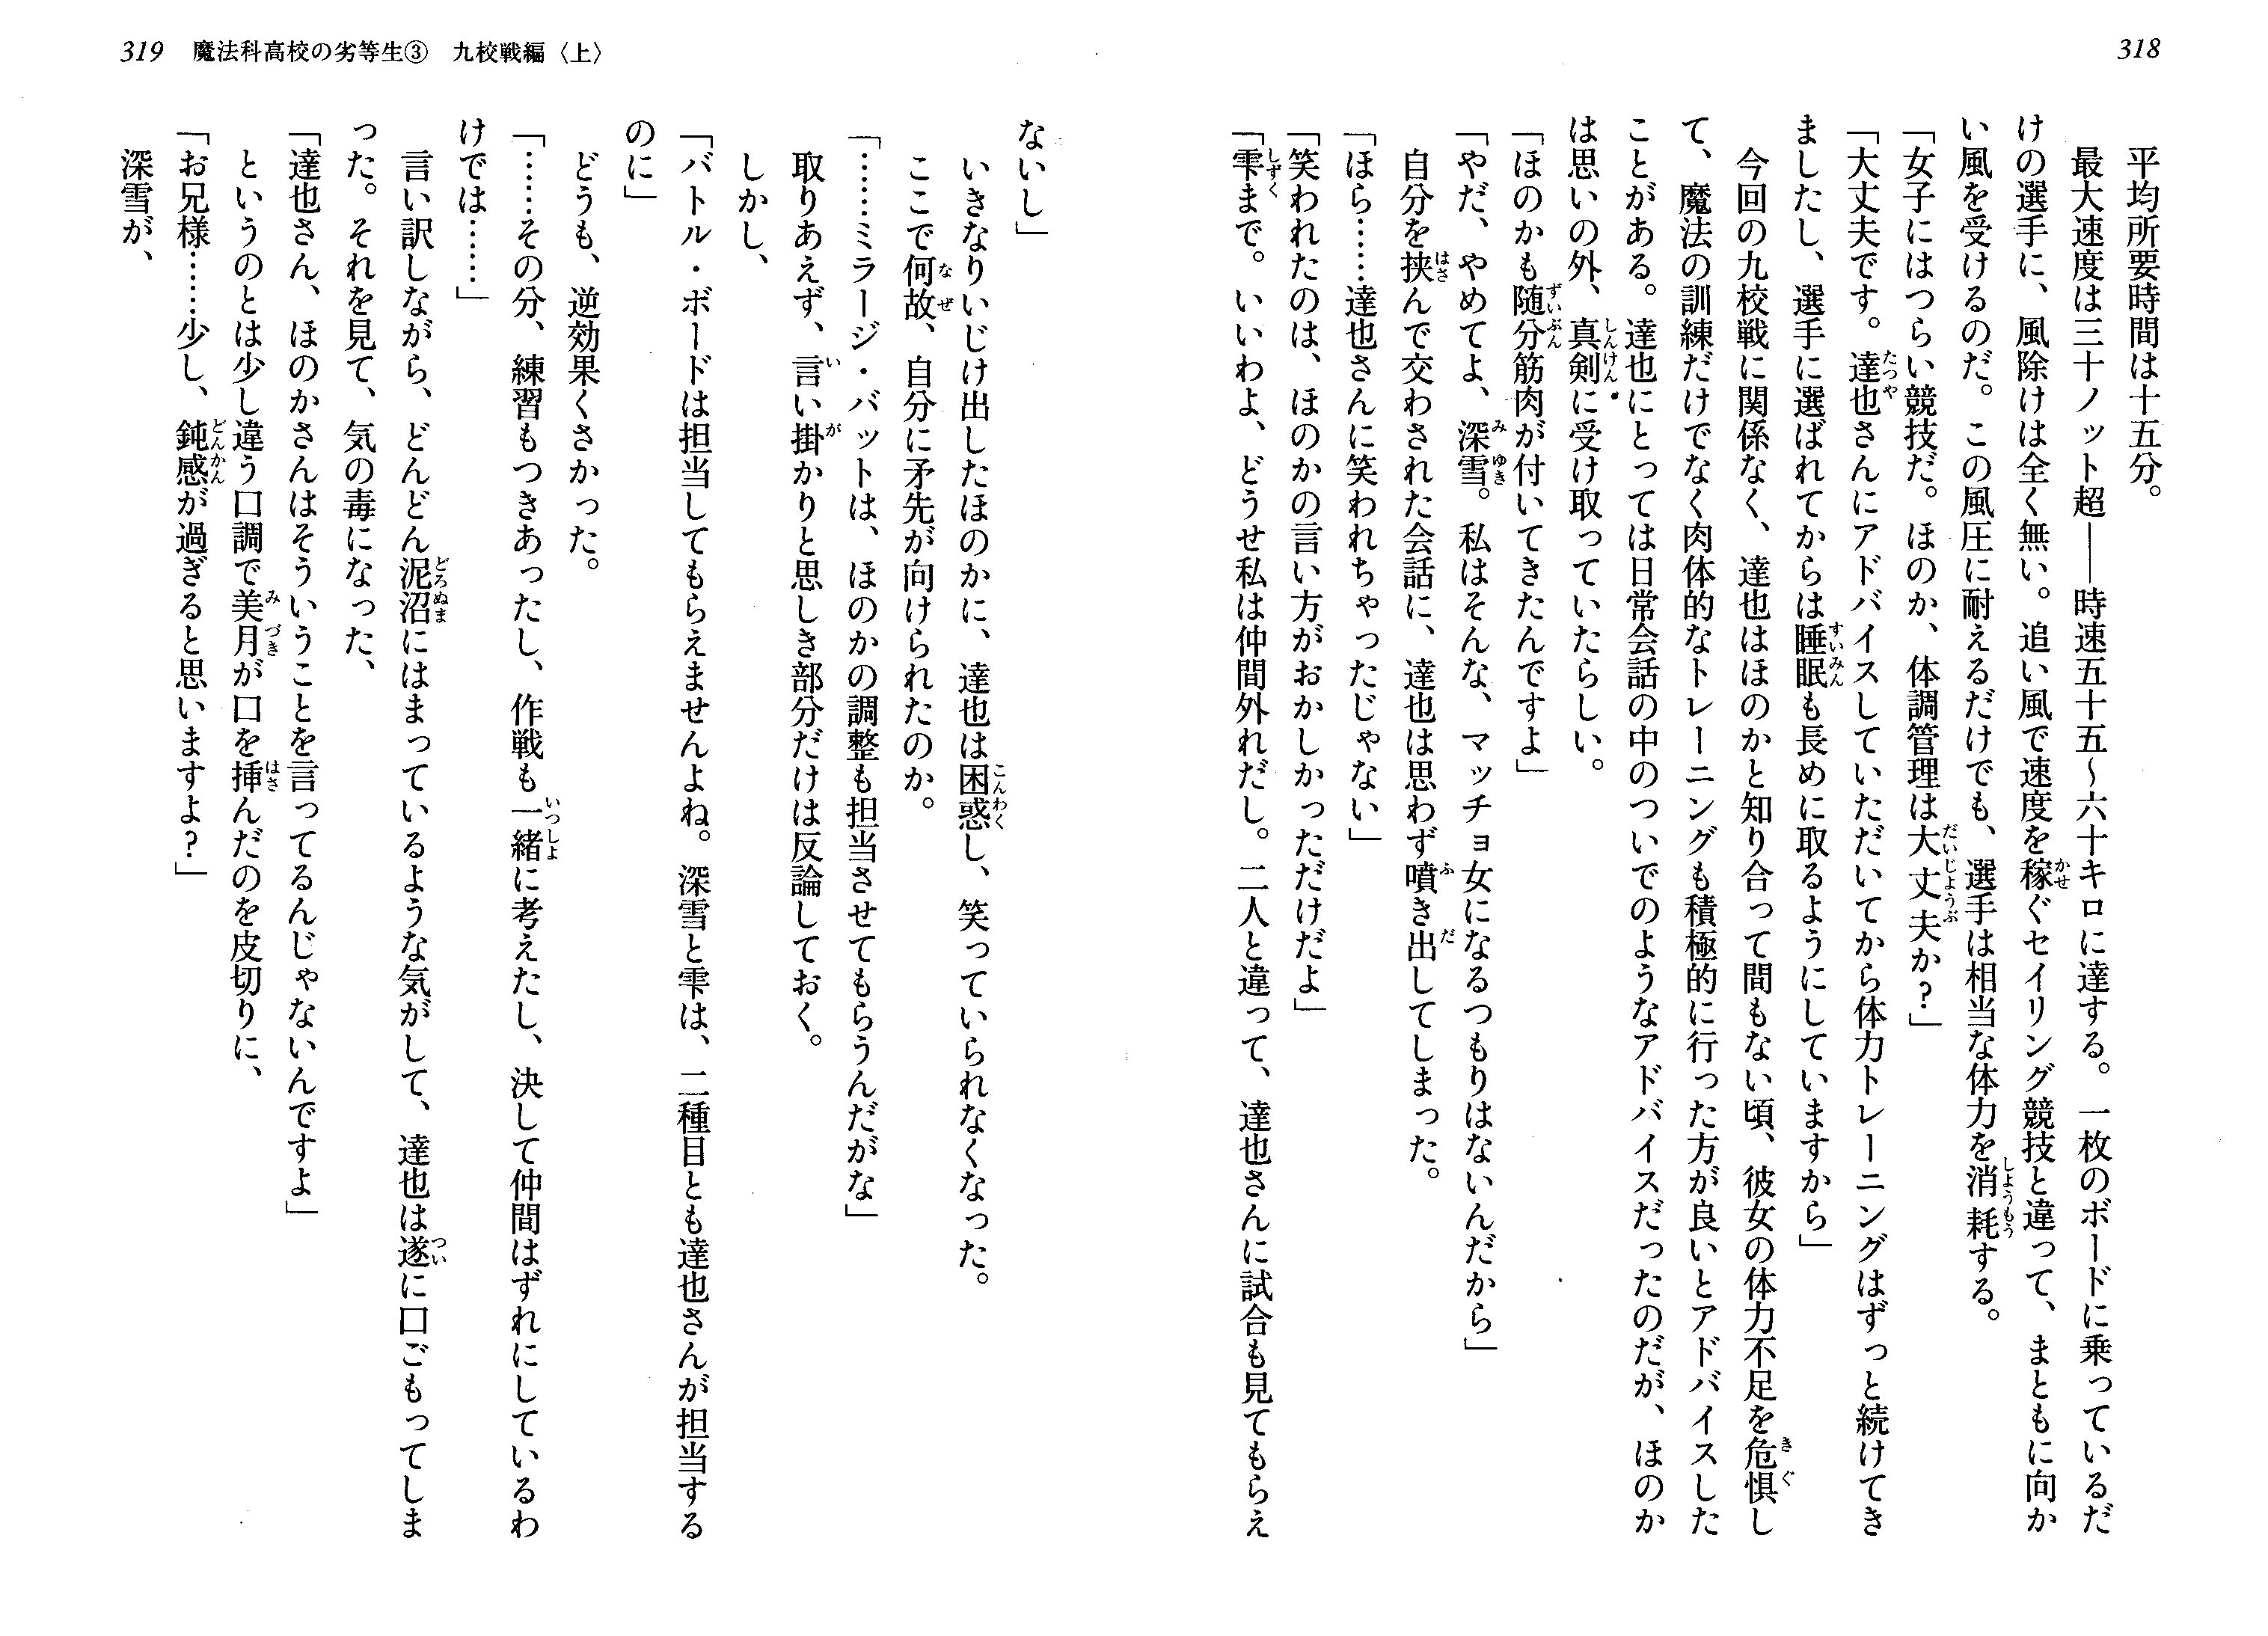 318
平均所要時間は十五分。
最大速度は三十ノット超――時速五十五～六十キロに達する。一枚のボードに乗っているだ
けの選手に、風除けは全く無い。追い風で速度を稼ぐセイリング競技と違って、まともに向か
い風を受けるのだ。この風圧に耐えるだけでも、選手は相当な体力を消耗する。
「女子にはつらい競技だ。ほのか、体調管理は大丈夫か？」
「大丈夫です。達也さんにアドバイスしていただいてから体力トレーニングはずっと続けてき
ましたし、選手に選ばれてからは睡眠も長めに取るようにしていますから」
今回の九校戦に関係なく、達也はほのかと知り合って間もない頃、彼女の体力不足を危惧し
て、魔法の訓練だけでなく肉体的なトレーニングも積極的に行った方が良いとアドバイスした
ことがある。達也にとっては日常会話の中のついでのようなアドバイスだったのだが、ほのか
は思いの外、真剣に受け取っていたらしい。
「ほのかも随分筋肉が付いてきたんですよ」
「やだ、やめてよ、深雪。私はそんな、マッチョ女になるつもりはないんだから」
自分を挟んで交わされた会話に、達也は思わず噴き出してしまった。
「ほら……達也さんに笑われちゃったじゃない」
「笑われたのは、ほのかの言い方がおかしかっただけだよ」
「雫まで。いいわよ、どうせ私は仲間外れだし。二人と違って、達也さんに試合も見てもらえ
319 魔法科高校の劣等生③ 九校戦編〈上〉
ないし」
いきなりいじけ出したほのかに、達也は困惑し、笑っていられなくなった。
ここで何故、自分に矛先が向けられたのか。
「……ミラージ・バットは、ほのかの調整も担当させてもらうんだがな」
取りあえず、言い掛かりと思しき部分だけは反論しておく。
しかし、
「バトル・ボードは担当してもらえませんよね。深雪と雫は、二種目とも達也さんが担当する
のに」
どうも、逆効果くさかった。
「……その分、練習もつきあったし、作戦も一緒に考えたし、決して仲間はずれにしているわ
けでは……」
言い訳しながら、どんどん泥沼にはまっているような気がして、達也は遂に口ごもってしま
った。それを見て、気の毒になった、
「達也さん、ほのかさんはそういうことを言ってるんじゃないんですよ」
というのとは少し違う口調で美月が口を挿んだのを皮切りに、
「お兄様……少し、鈍感が過ぎると思いますよ？」
深雪が、